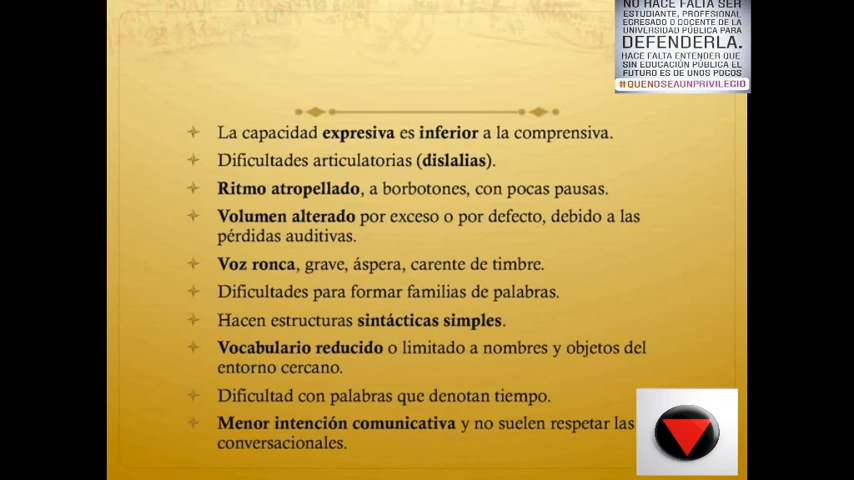 NO HACE FALTA SER
ESTUDIANTE, PROFESIONAL
EGRESADO O DOCENTE DE LA
UNIVERSIDAD PÚBLICA PARA
DEFENDERLA.
HACE FALTA ENTENDER QUE
SIN EDUCACIÓN PÚBLICA EL
FUTURO ES DE UNOS POCOS
#QUENOSEAUNPRIVILEGIO
La capacidad expresiva es inferior a la comprensiva.
Dificultades articulatorias (dislalias).
Ritmo atropellado, a borbotones, con pocas pausas.
Volumen alterado por exceso o por defecto, debido a las
pérdidas auditivas.
Voz ronca, grave, áspera, carente de timbre.
Dificultades para formar familias de palabras.
Hacen estructuras sintácticas simples.
Vocabulario reducido o limitado a nombres y objetos del
entorno cercano.
Dificultad con palabras que denotan tiempo.
Menor intención comunicativa y no suelen respetar las
conversacionales.